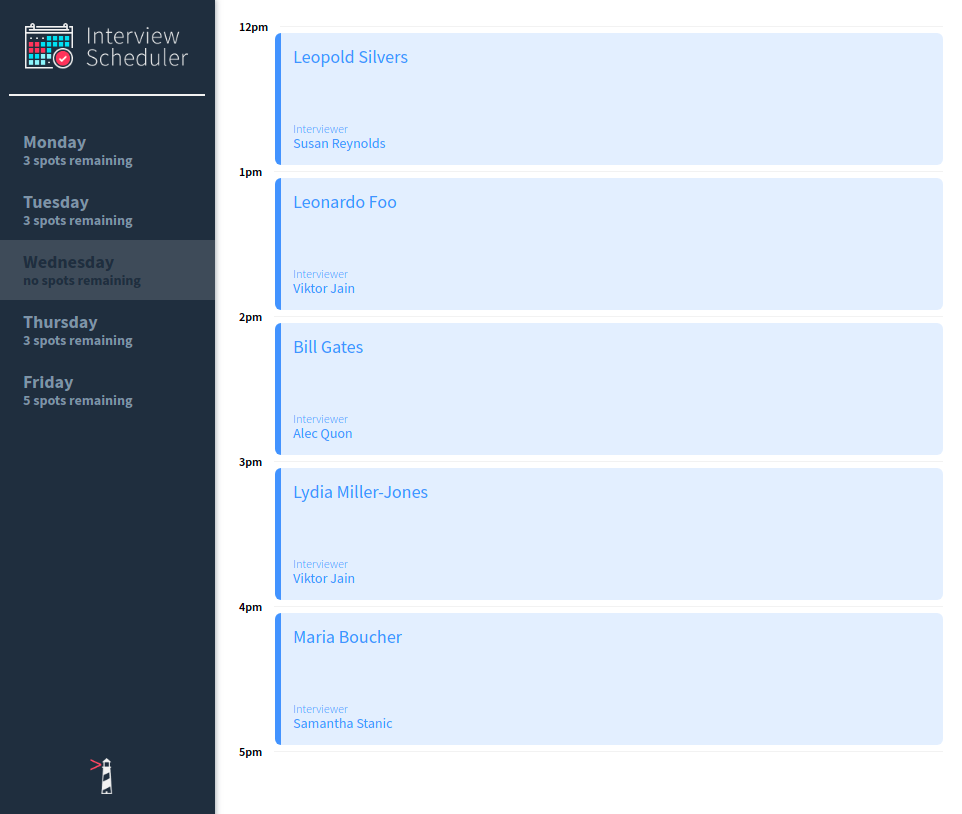 Interview
Scheduler
Monday
3 spots remaining
Tuesday
3 spots remaining
Wednesday
no spots remaining
Thursday
3 spots remaining
Friday
5 spots remaining
>
12pm
Leopold Silvers
Interviewer
Susan Reynolds
1pm
Leonardo Foo
Interviewer
Viktor Jain
2pm
Bill Gates
Interviewer
Alec Quon
3pm
Lydia Miller-Jones
Interviewer
Viktor Jain
4pm
Maria Boucher
Interviewer
Samantha Stanic
5pm